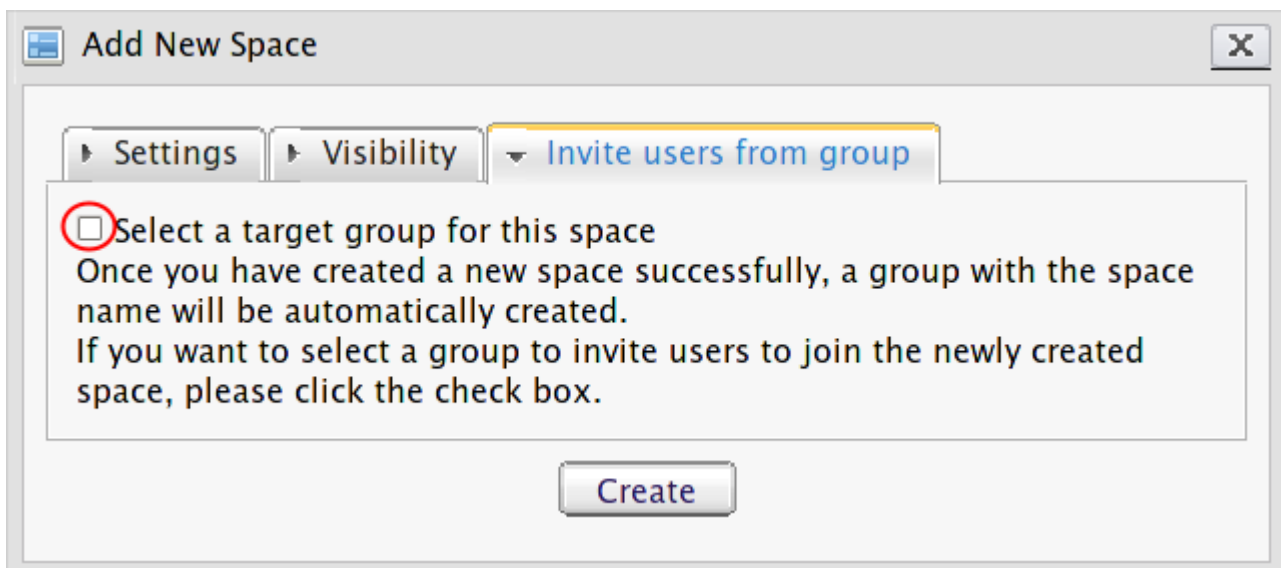 Add New Space
X
Settings
Visibility
Invite users from group
Select a target group for this space
Once you have created a new space successfully, a group with the space
name will be automatically created.
If you want to select a group to invite users to join the newly created
space, please click the check box.
Create